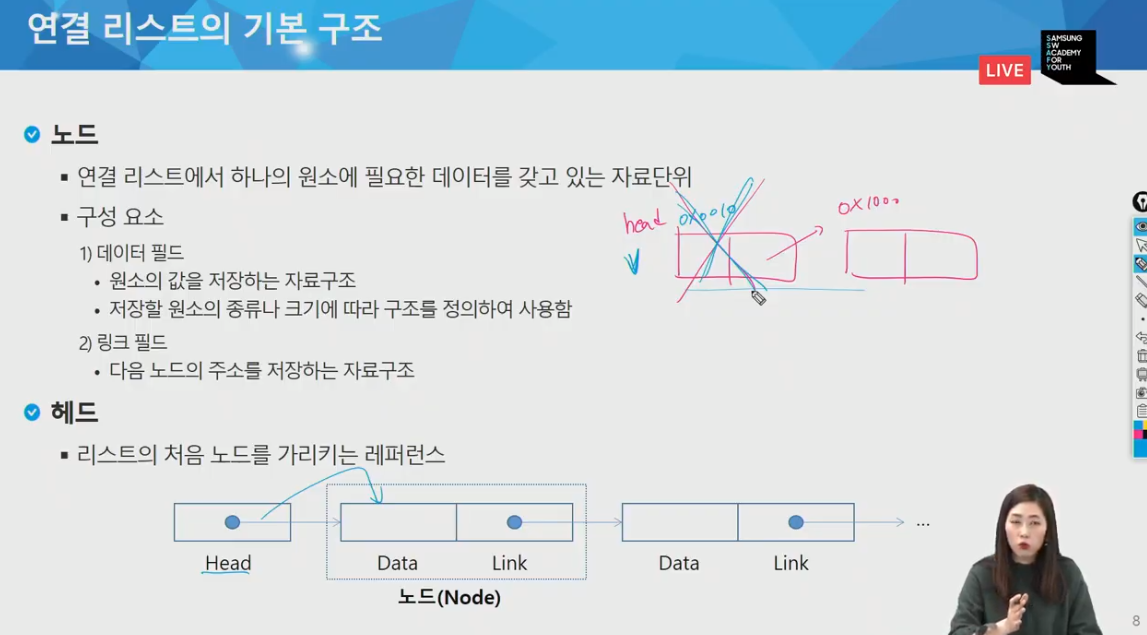 연결 리스트의 기본 구조
SAMSUNG
SW
ACADEMY
FOR
YOUTH
LIVE
노드
▪ 연결 리스트에서 하나의 원소에 필요한 데이터를 갖고 있는 자료단위
▪ 구성 요소
1) 데이터 필드
• 원소의 값을 저장하는 자료구조
• 저장할 원소의 종류나 크기에 따라 구조를 정의하여 사용함
2) 링크 필드
• 다음 노드의 주소를 저장하는 자료구조
head
0x0010
0x1000
헤드
▪ 리스트의 처음 노드를 가리키는 레퍼런스
...
Head Data Link Data Link
노드(Node)
8